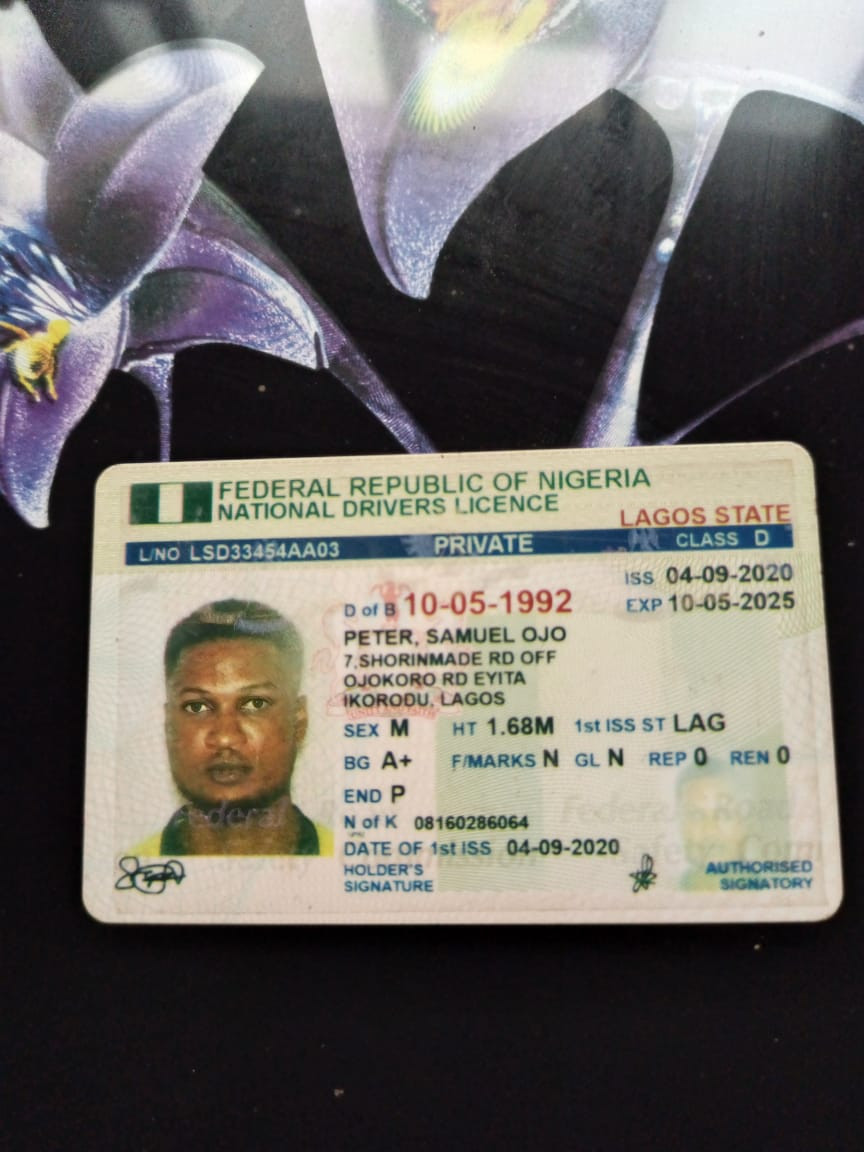 FEDERAL REPUBLIC OF NIGERIA
NATIONAL DRIVERS LICENCE
LAGOS STATE
L/NO LSD33454AA03 PRIVATE CLASS D
ISS 04-09-2020
D of B 10-05-1992 EXP 10-05-2025
PETER, SAMUEL OJO
7,SHORINMADE RD OFF
OJOKORO RD EYITA
IKORODU, LAGOS
SEX M HT 1.68M 1st ISS ST LAG
BG A+ F/MARKS N GL N REP 0 REN 0
END P
N of K 08160286064
DATE OF 1st ISS 04-09-2020
HOLDER'S
SIGNATURE
AUTHORISED
SIGNATORY